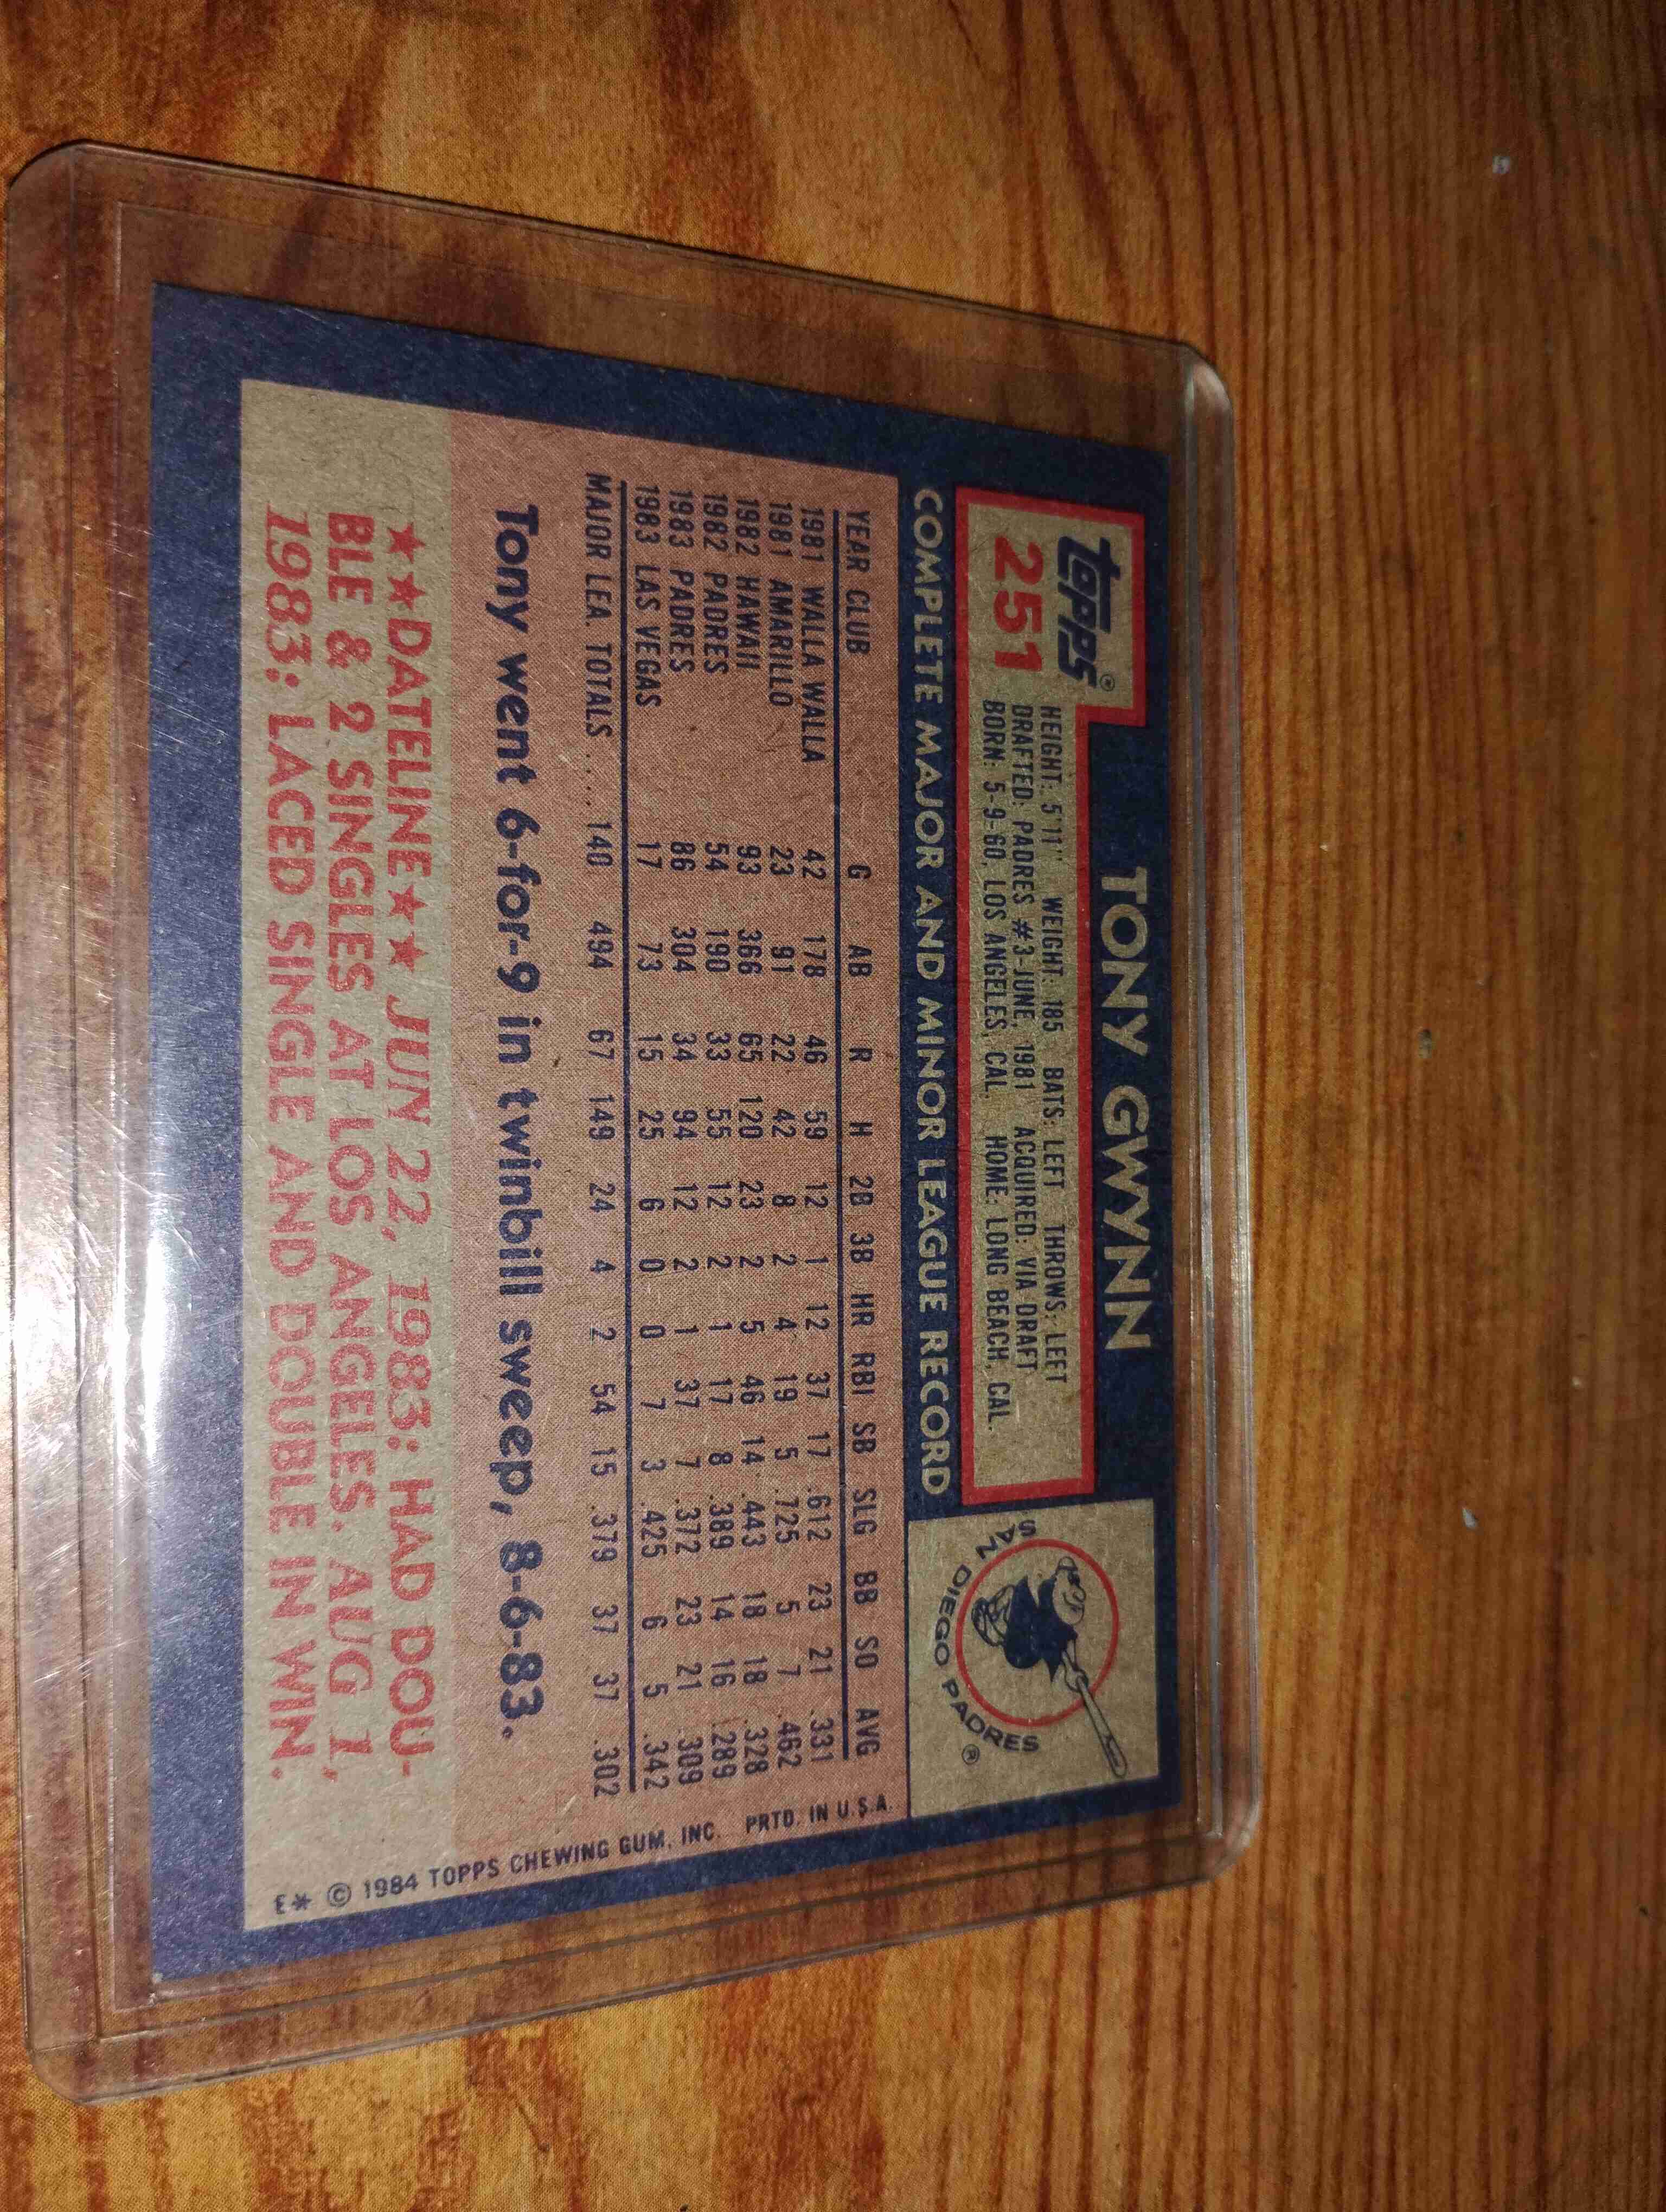 topps®
251
TONY GWYNN
HEIGHT: 5'11" WEIGHT: 185 BATS: LEFT THROWS: LEFT
DRAFTED: PADRES #3-JUNE, 1981 ACQUIRED: VIA DRAFT
BORN: 5-9-60, LOS ANGELES, CAL. HOME: LONG BEACH, CAL.
SAN DIEGO PADRES ®
COMPLETE MAJOR AND MINOR LEAGUE RECORD
YEAR CLUB G AB R H 2B 3B HR RBI SB SLG BB SO AVG
1981 WALLA WALLA 42 178 46 59 12 1 12 37 17 .612 23 21 .331
1981 AMARILLO 23 91 22 42 8 2 4 19 5 .725 5 7 .462
1982 HAWAII 93 366 65 120 23 2 5 46 14 .443 18 18 .328
1982 PADRES 54 190 33 55 12 2 1 17 8 .389 14 16 .289
1983 PADRES 86 304 34 94 12 2 1 37 7 .372 23 21 .309
1983 LAS VEGAS 17 73 15 25 6 0 0 7 3 .425 6 5 .342
MAJOR LEA. TOTALS ..... 140 494 67 149 24 4 2 54 15 .379 37 37 .302
Tony went 6-for-9 in twinbill sweep, 8-6-83.
★★DATELINE★★ JUN 22, 1983: HAD DOU-
BLE & 2 SINGLES AT LOS ANGELES. AUG 1,
1983: LACED SINGLE AND DOUBLE IN WIN.
E* © 1984 TOPPS CHEWING GUM, INC. PRTD. IN U.S.A.